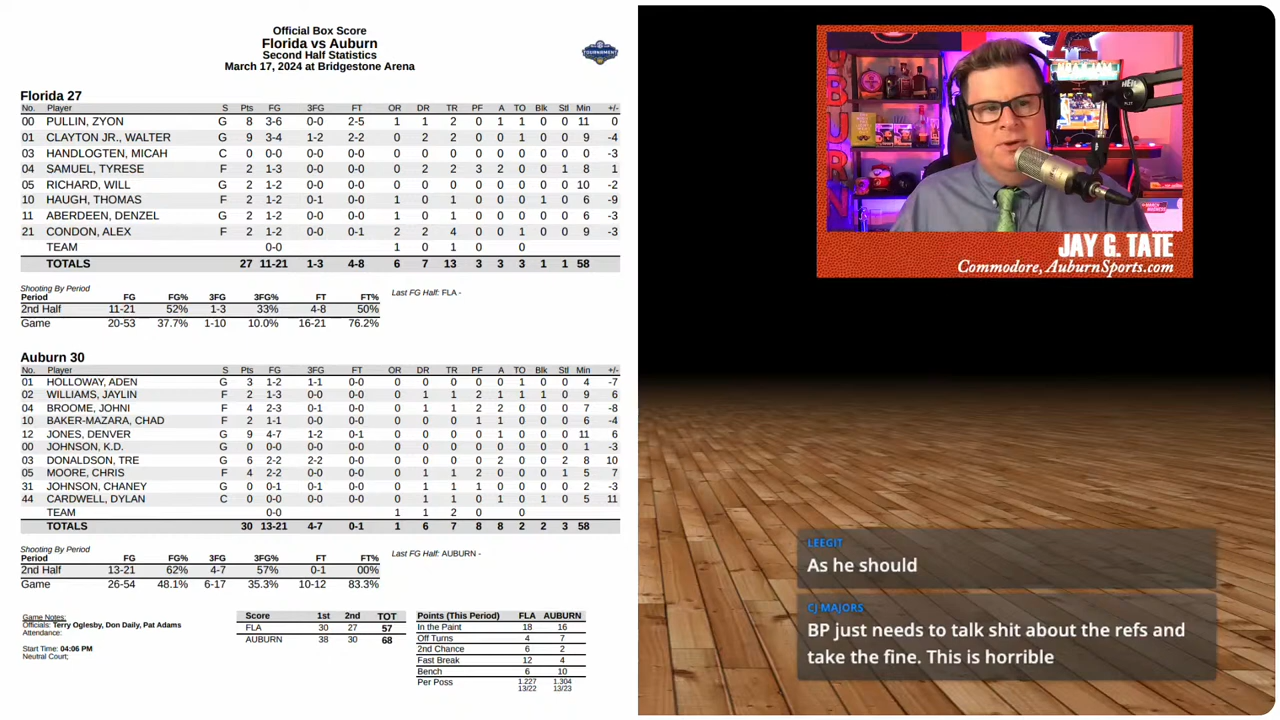 Official Box Score
Florida vs Auburn
Second Half Statistics
March 17, 2024 at Bridgestone Arena
TOURNAMENT
Florida 27
No. Player S Pts FG 3FG FT OR DR TR PF A TO Blk Stl Min +/-
00 PULLIN, ZYON G 8 3-6 0-0 2-5 1 1 2 0 1 1 0 0 11 0
01 CLAYTON JR., WALTER G 9 3-4 1-2 2-2 0 2 2 0 0 1 0 0 9 -4
03 HANDLOGTEN, MICAH C 0 0-0 0-0 0-0 0 0 0 0 0 0 0 0 0 -3
04 SAMUEL, TYRESE F 2 1-3 0-0 0-0 0 2 2 3 2 0 0 1 8 1
05 RICHARD, WILL G 2 1-2 0-0 0-0 0 0 0 0 0 0 0 0 10 -2
10 HAUGH, THOMAS F 2 1-2 0-1 0-0 1 0 1 0 0 0 1 0 6 -9
11 ABERDEEN, DENZEL G 2 1-2 0-0 0-0 1 0 1 0 0 0 0 0 6 -3
21 CONDON, ALEX F 2 1-2 0-0 0-1 2 2 4 0 0 1 0 0 9 -3
TEAM 0-0 1 0 1 0 0
TOTALS 27 11-21 1-3 4-8 6 7 13 3 3 3 1 1 58
Shooting By Period
Period FG FG% 3FG 3FG% FT FT%
2nd Half 11-21 52% 1-3 33% 4-8 50%
Game 20-53 37.7% 1-10 10.0% 16-21 76.2%
Last FG Half: FLA -
Auburn 30
No. Player S Pts FG 3FG FT OR DR TR PF A TO Blk Stl Min +/-
01 HOLLOWAY, ADEN G 3 1-2 1-1 0-0 0 0 0 0 0 1 0 0 4 -7
02 WILLIAMS, JAYLIN F 2 1-3 0-0 0-0 0 1 1 2 1 1 1 0 9 6
04 BROOME, JOHNI F 4 2-3 0-1 0-0 0 1 1 2 2 0 0 0 7 -8
10 BAKER-MAZARA, CHAD F 2 1-1 0-0 0-0 0 0 0 1 1 0 0 0 6 -4
12 JONES, DENVER G 9 4-7 1-2 0-1 0 0 0 0 1 0 0 0 11 6
00 JOHNSON, K.D. G 0 0-0 0-0 0-0 0 0 0 0 0 0 0 0 1 -3
03 DONALDSON, TRE G 6 2-2 2-2 0-0 0 0 0 0 2 0 0 2 8 10
05 MOORE, CHRIS F 4 2-2 0-0 0-0 0 1 1 2 0 0 0 1 5 7
31 JOHNSON, CHANEY G 0 0-1 0-1 0-0 0 1 1 1 0 0 0 0 2 -3
44 CARDWELL, DYLAN C 0 0-0 0-0 0-0 0 1 1 0 1 0 1 0 5 11
TEAM 0-0 1 1 2 0 0
TOTALS 30 13-21 4-7 0-1 1 6 7 8 8 2 2 3 58
Shooting By Period
Period FG FG% 3FG 3FG% FT FT%
2nd Half 13-21 62% 4-7 57% 0-1 00%
Game 26-54 48.1% 6-17 35.3% 10-12 83.3%
Last FG Half: AUBURN -
Game Notes:
Officials: Terry Oglesby, Don Daily, Pat Adams
Attendance:
Start Time: 04:06 PM
Neutral Court;
Score 1st 2nd TOT
FLA 30 27 57
AUBURN 38 30 68
Points (This Period) FLA AUBURN
In the Paint 18 16
Off Turns 4 7
2nd Chance 6 2
Fast Break 12 4
Bench 6 10
Per Poss 1.227 1.304
13/22 13/23
JAY G. TATE
Commodore, AuburnSports.com
LEEGIT
As he should
CJ MAJORS
BP just needs to talk shit about the refs and
take the fine. This is horrible